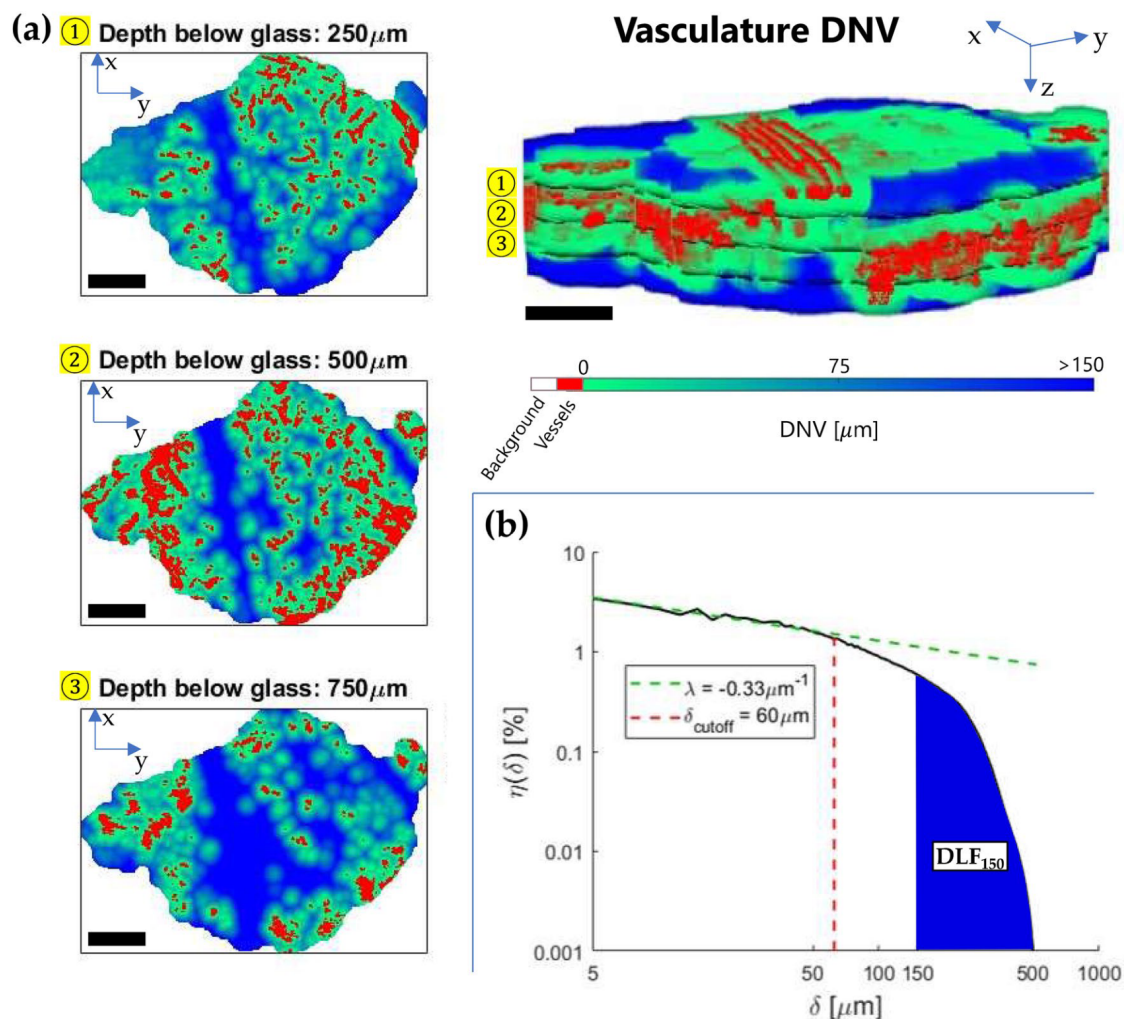 (a) ① Depth below glass: 250μm
x
y
② Depth below glass: 500μm
x
y
③ Depth below glass: 750μm
x
y
Vasculature DNV
x
y
z
①
②
③
0 75 >150
Background
Vessels
DNV [μm]
(b)
10
1
0.1
0.01
0.001
η(δ) [%]
λ = -0.33μm⁻¹
δcutoff = 60μm
DLF₁₅₀
5 50 100 150 500 1000
δ [μm]